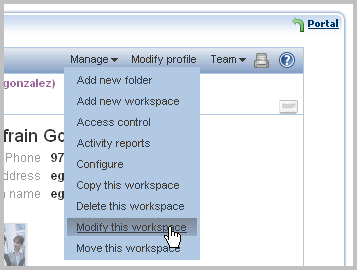 Portal
Manage Modify profile Team
gonzalez)
Add new folder
Add new workspace
Access control
frain Go
Activity reports
Phone 97
Configure
ddress eg
Copy this workspace
n name eg
Delete this workspace
Modify this workspace
Move this workspace